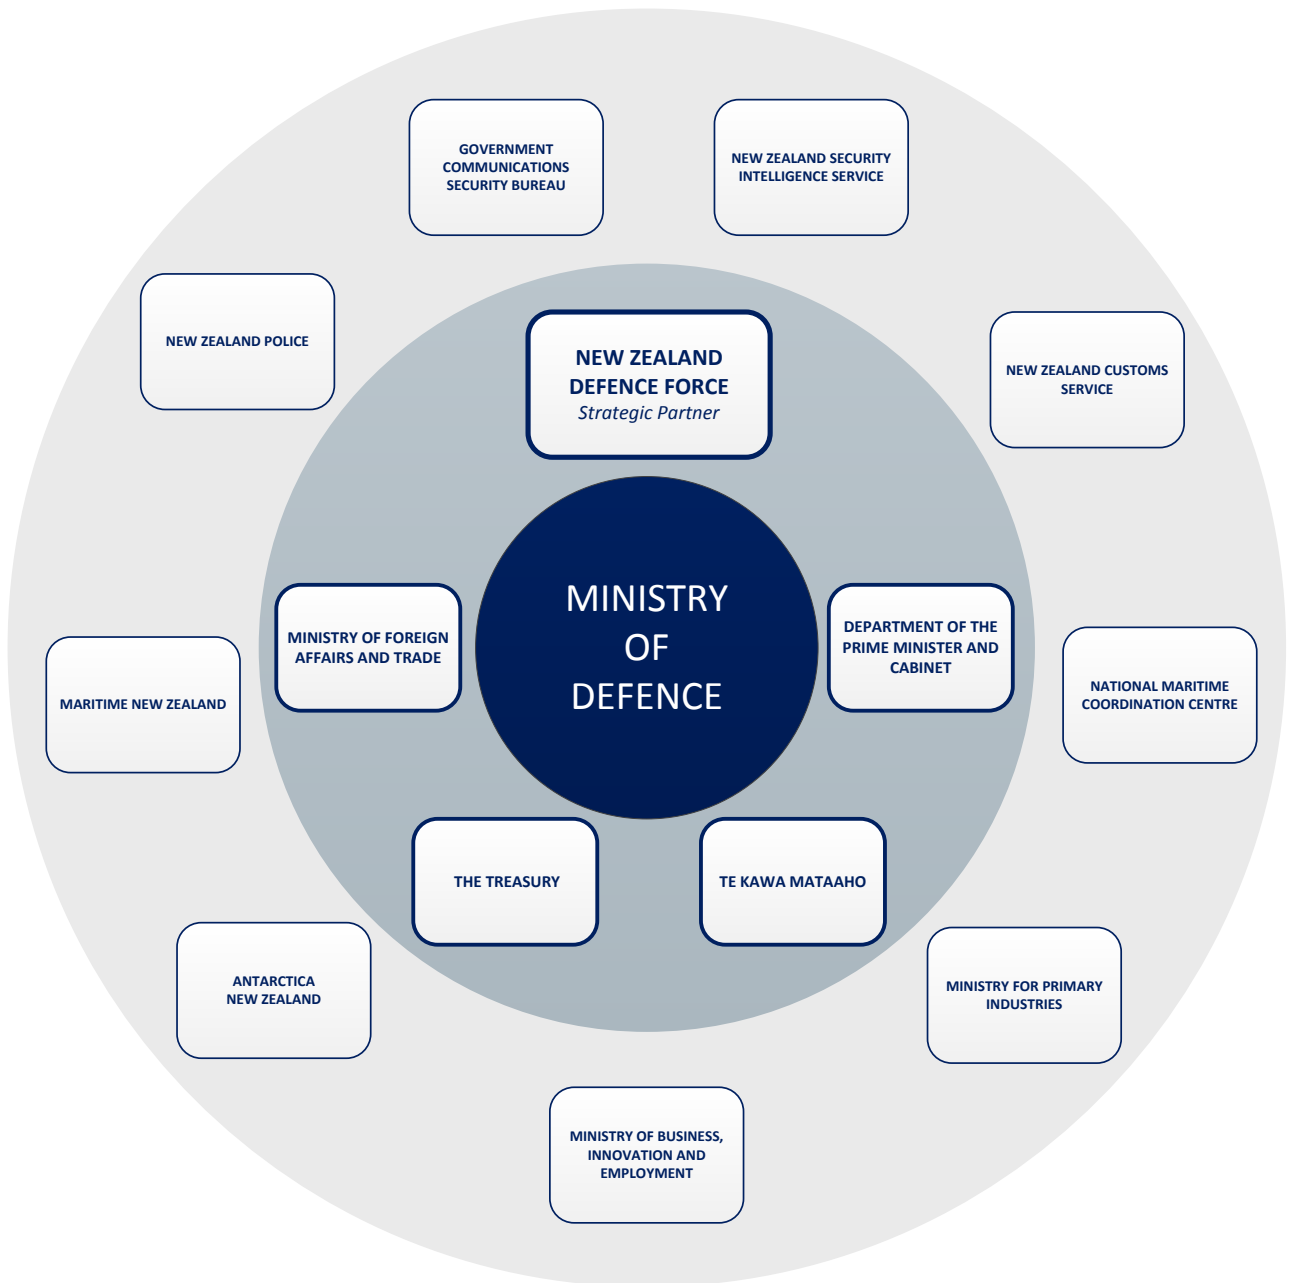 GOVERNMENT
COMMUNICATIONS
SECURITY BUREAU
NEW ZEALAND SECURITY
INTELLIGENCE SERVICE
NEW ZEALAND POLICE
NEW ZEALAND
DEFENCE FORCE
Strategic Partner
NEW ZEALAND CUSTOMS
SERVICE
MINISTRY
OF
DEFENCE
MINISTRY OF FOREIGN
AFFAIRS AND TRADE
DEPARTMENT OF THE
PRIME MINISTER AND
CABINET
MARITIME NEW ZEALAND
NATIONAL MARITIME
COORDINATION CENTRE
THE TREASURY
TE KAWA MATAAHO
ANTARCTICA
NEW ZEALAND
MINISTRY FOR PRIMARY
INDUSTRIES
MINISTRY OF BUSINESS,
INNOVATION AND
EMPLOYMENT